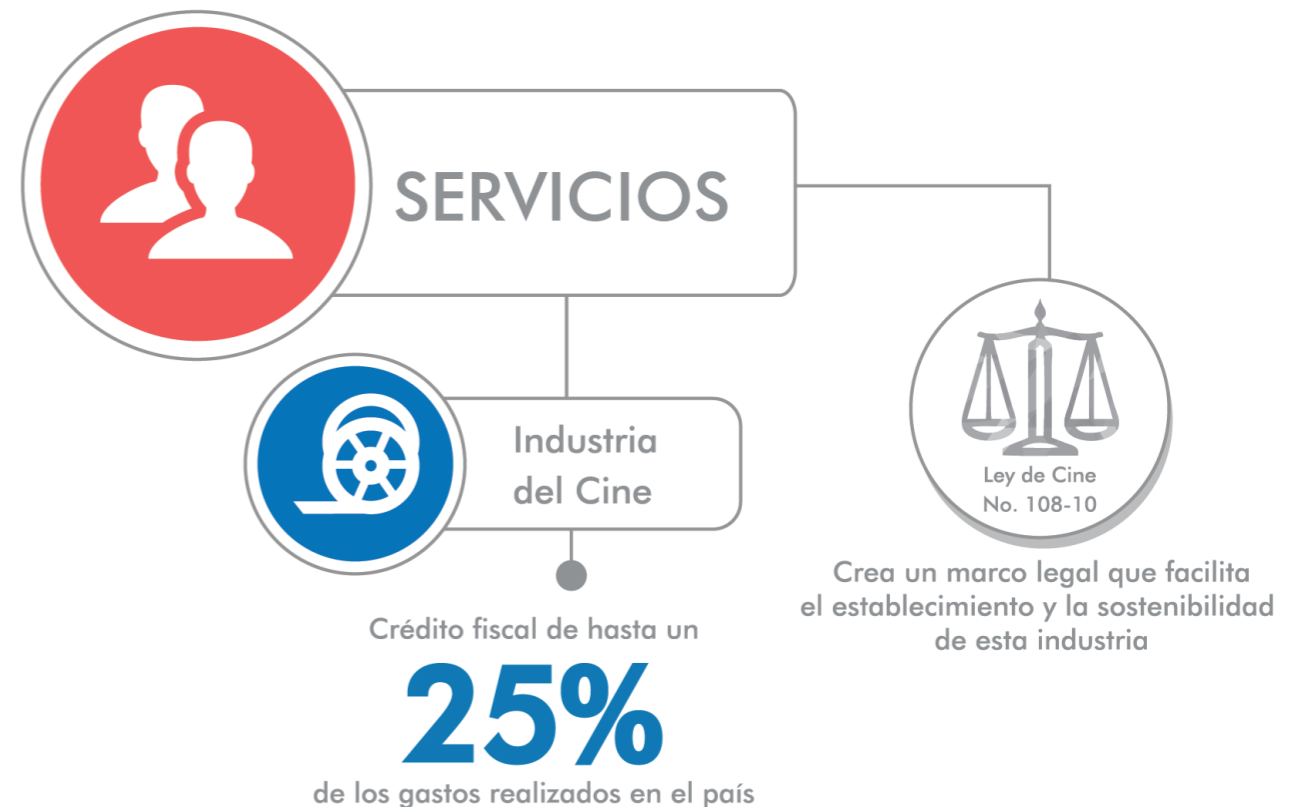 SERVICIOS
Industria
del Cine
Crédito fiscal de hasta un
25%
de los gastos realizados en el país
Ley de Cine
No. 108-10
Crea un marco legal que facilita
el establecimiento y la sostenibilidad
de esta industria